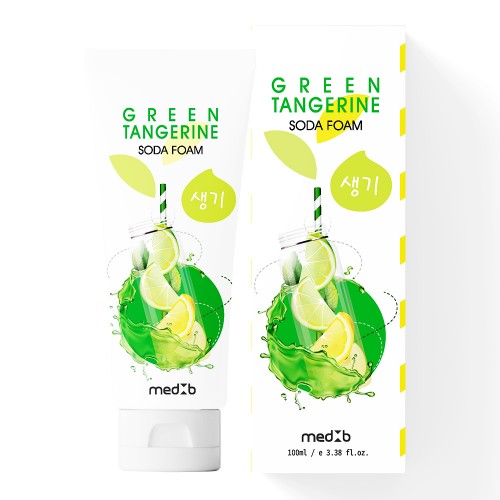 GREEN
TANGERINE
SODA FOAM
생기
med b
GREEN
TANGERINE
SODA FOAM
생기
med b
100ml / e 3.38 fl.oz.